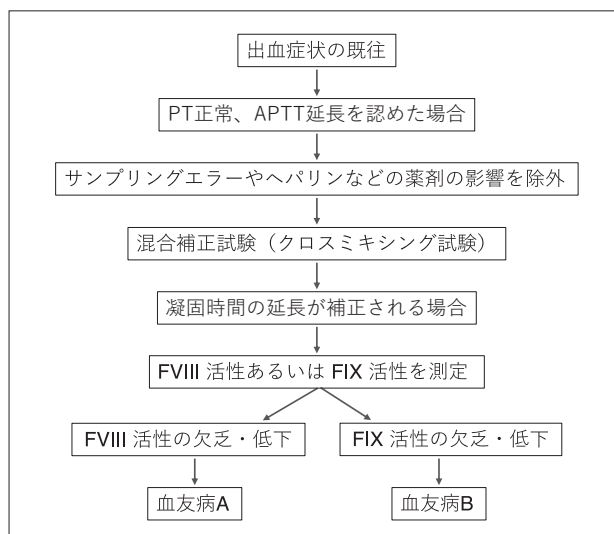 出血症状の既往
PT正常、APTT延長を認めた場合
サンプリングエラーやヘパリンなどの薬剤の影響を除外
混合補正試験（クロスミキシング試験）
凝固時間の延長が補正される場合
FVIII 活性あるいは FIX 活性を測定
FVIII 活性の欠乏・低下
FIX 活性の欠乏・低下
血友病A
血友病B